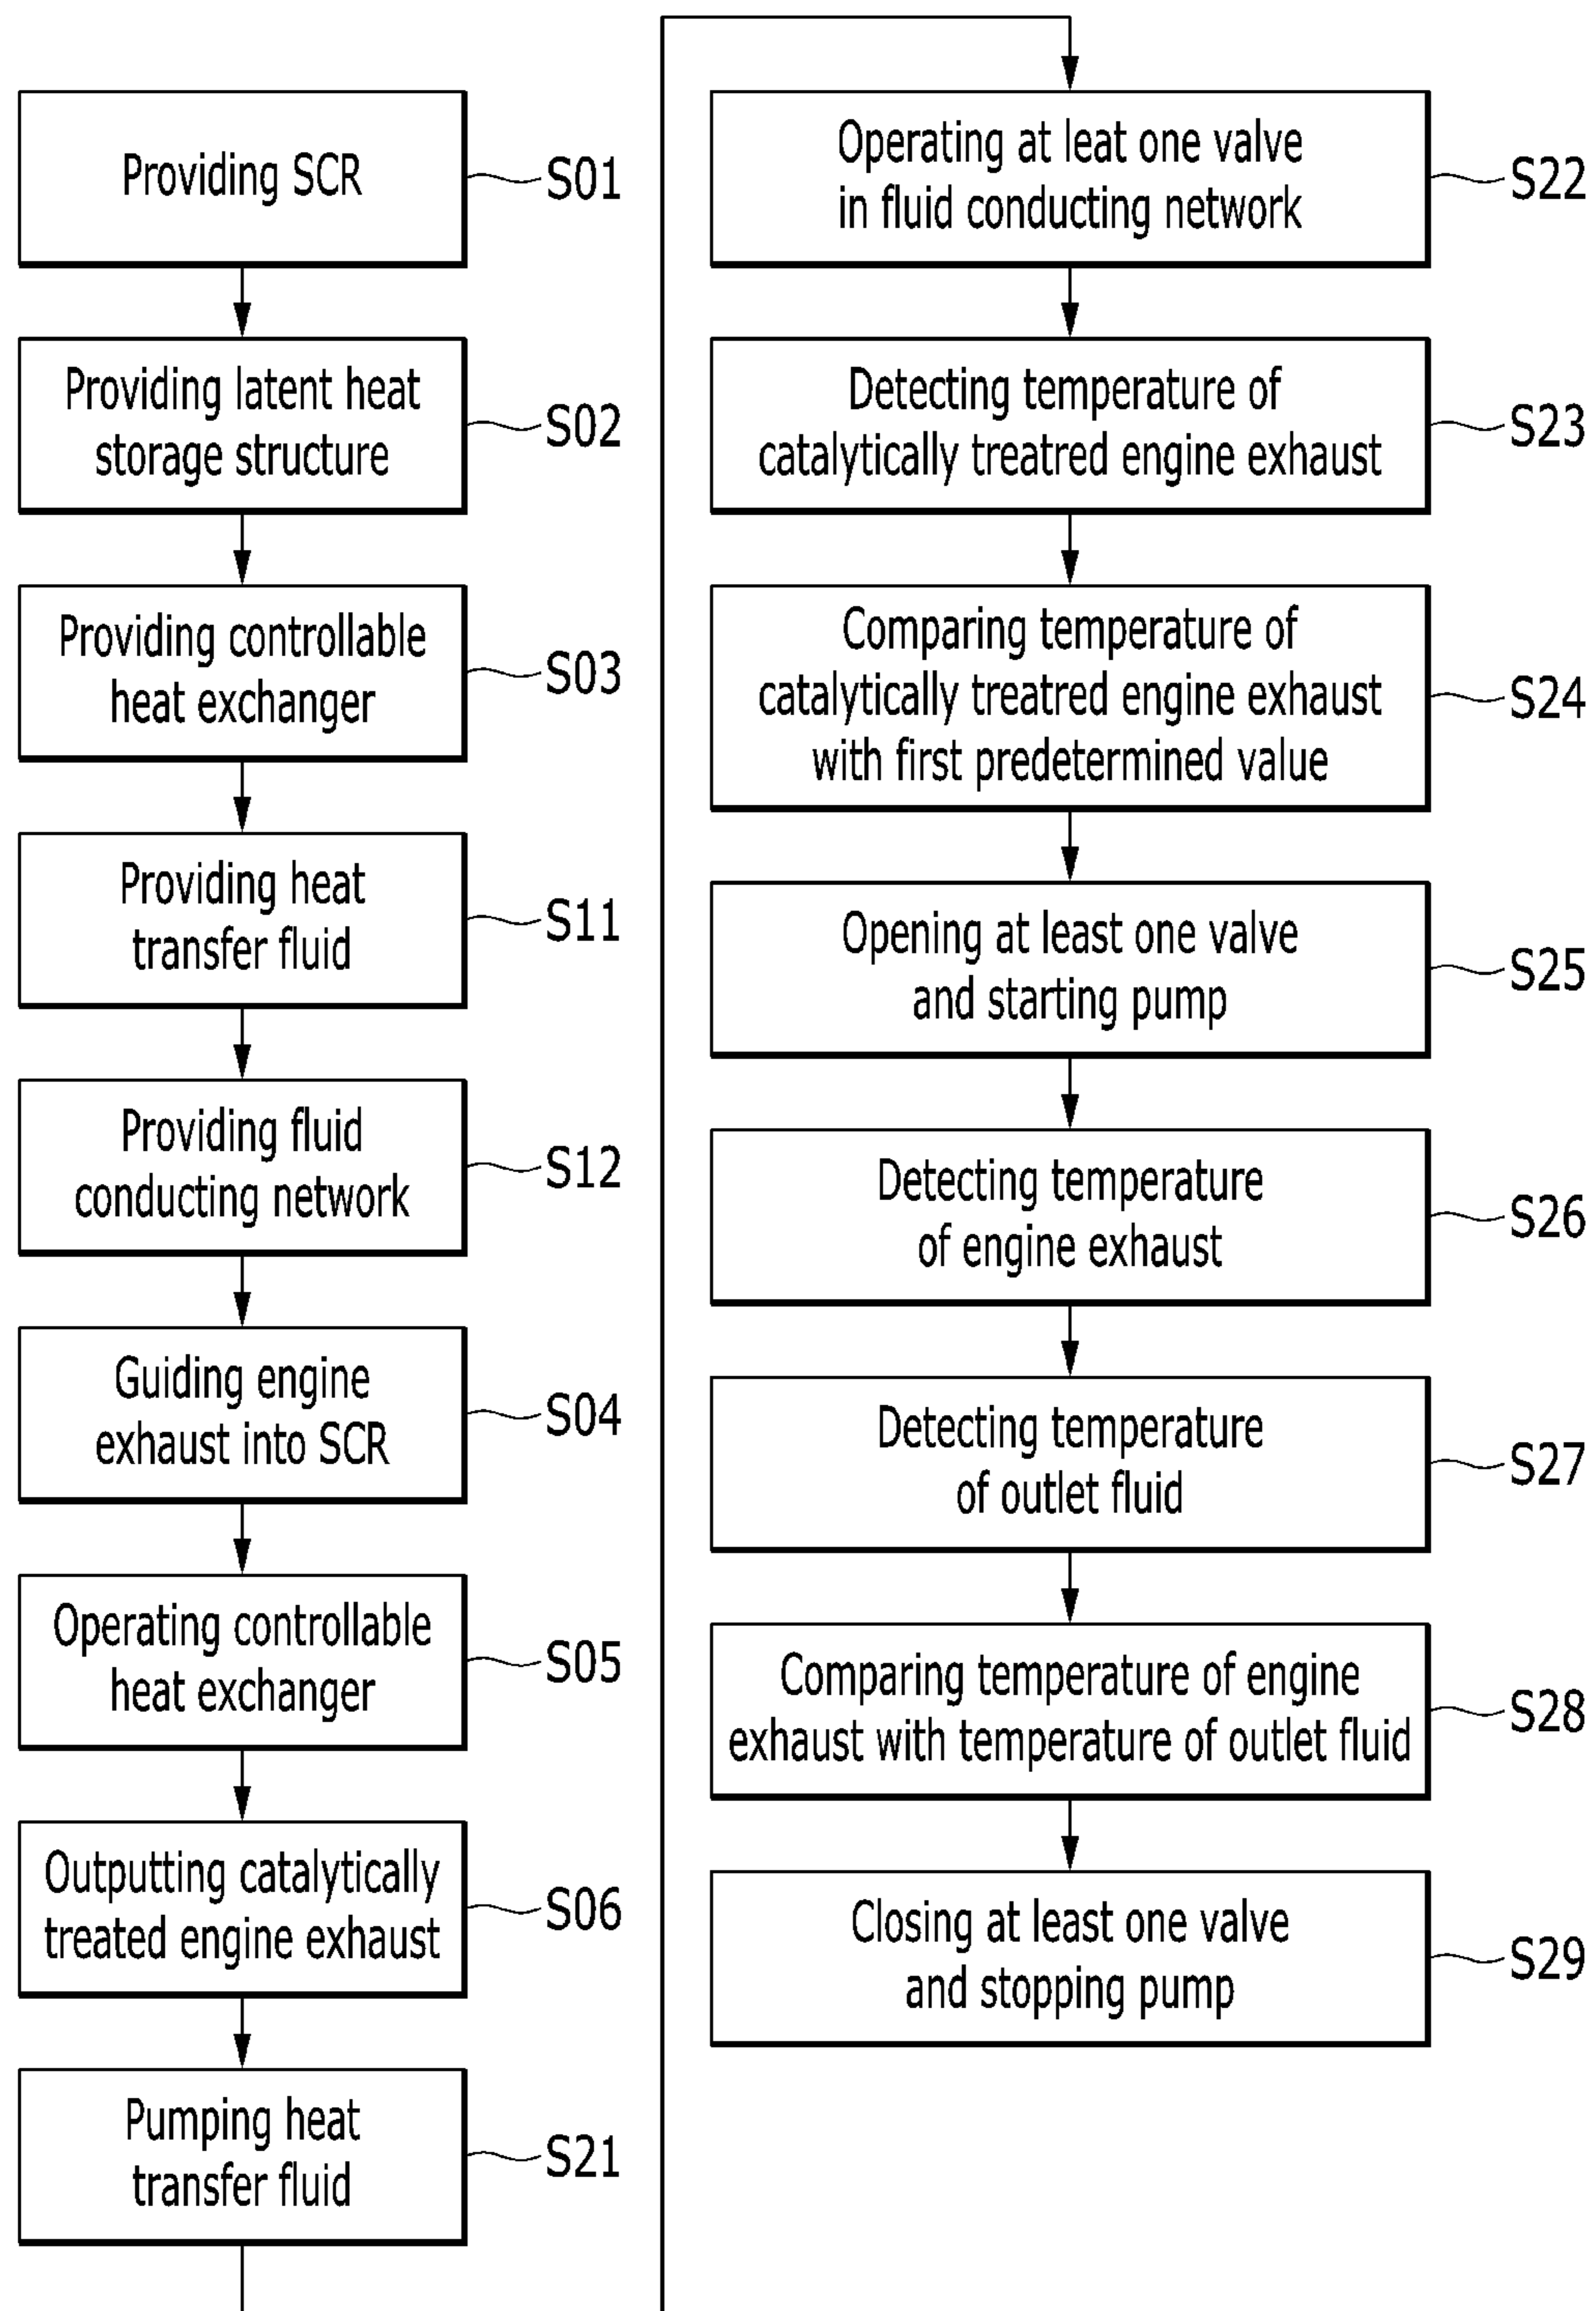 Providing SCR
S01
Providing latent heat
storage structure
S02
Providing controllable
heat exchanger
S03
Providing heat
transfer fluid
S11
Providing fluid
conducting network
S12
Guiding engine
exhaust into SCR
S04
Operating controllable
heat exchanger
S05
Outputting catalytically
treated engine exhaust
S06
Pumping heat
transfer fluid
S21
Operating at leat one valve
in fluid conducting network
S22
Detecting temperature of
catalytically treatred engine exhaust
S23
Comparing temperature of
catalytically treatred engine exhaust
with first predetermined value
S24
Opening at least one valve
and starting pump
S25
Detecting temperature
of engine exhaust
S26
Detecting temperature
of outlet fluid
S27
Comparing temperature of engine
exhaust with temperature of outlet fluid
S28
Closing at least one valve
and stopping pump
S29